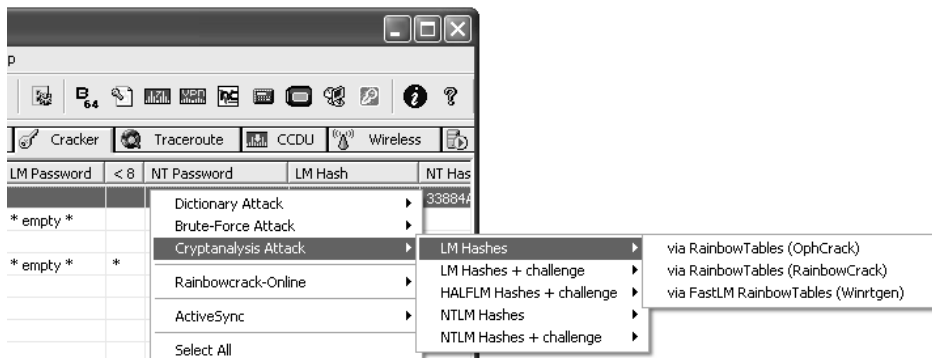 p
B 64
Cracker Traceroute CCDU Wireless
LM Password < 8 NT Password LM Hash NT Has
33884A
* empty *
* empty * *
Dictionary Attack
Brute-Force Attack
Cryptanalysis Attack
Rainbowcrack-Online
ActiveSync
Select All
LM Hashes
LM Hashes + challenge
HALFLM Hashes + challenge
NTLM Hashes
NTLM Hashes + challenge
via RainbowTables (OphCrack)
via RainbowTables (RainbowCrack)
via FastLM RainbowTables (Winrtgen)